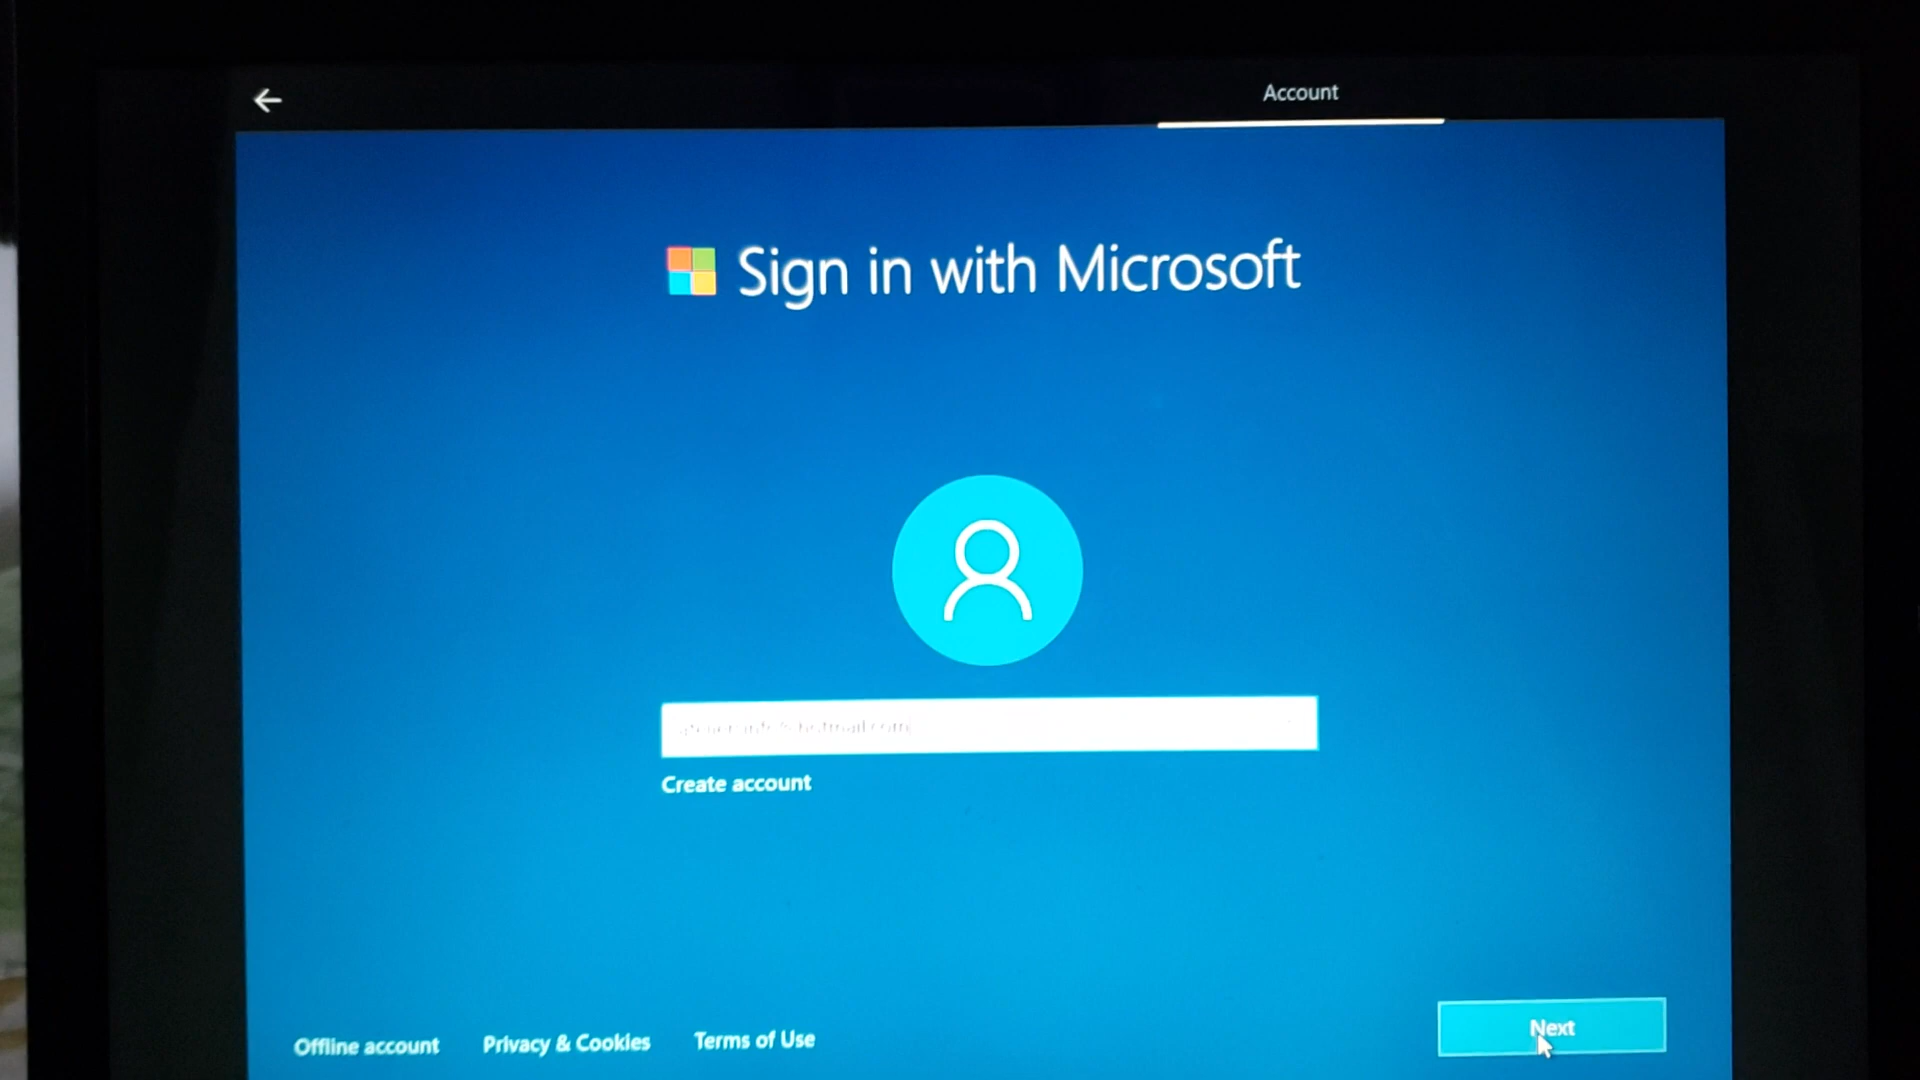 Account
Sign in with Microsoft
Create account
Offline account Privacy & Cookies Terms of Use
Next